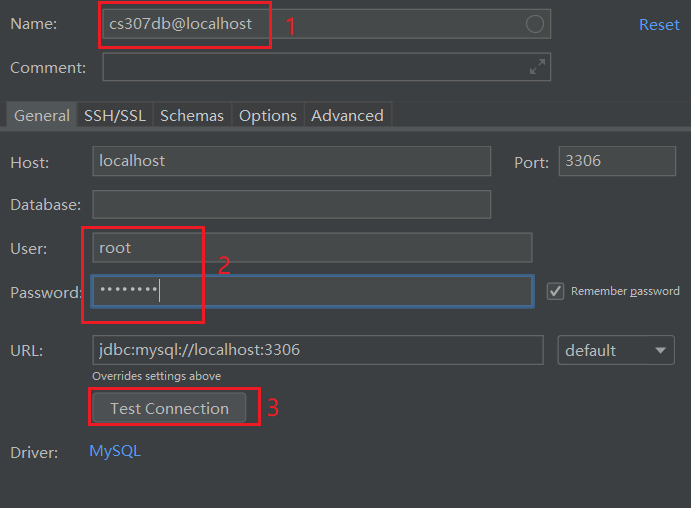 Name: cs307db@localhost 1 Reset
Comment:
General SSH/SSL Schemas Options Advanced
Host: localhost Port: 3306
Database:
User: root
2
Password: •••••••• Remember password
URL: jdbc:mysql://localhost:3306 default
Overrides settings above
Test Connection 3
Driver: MySQL